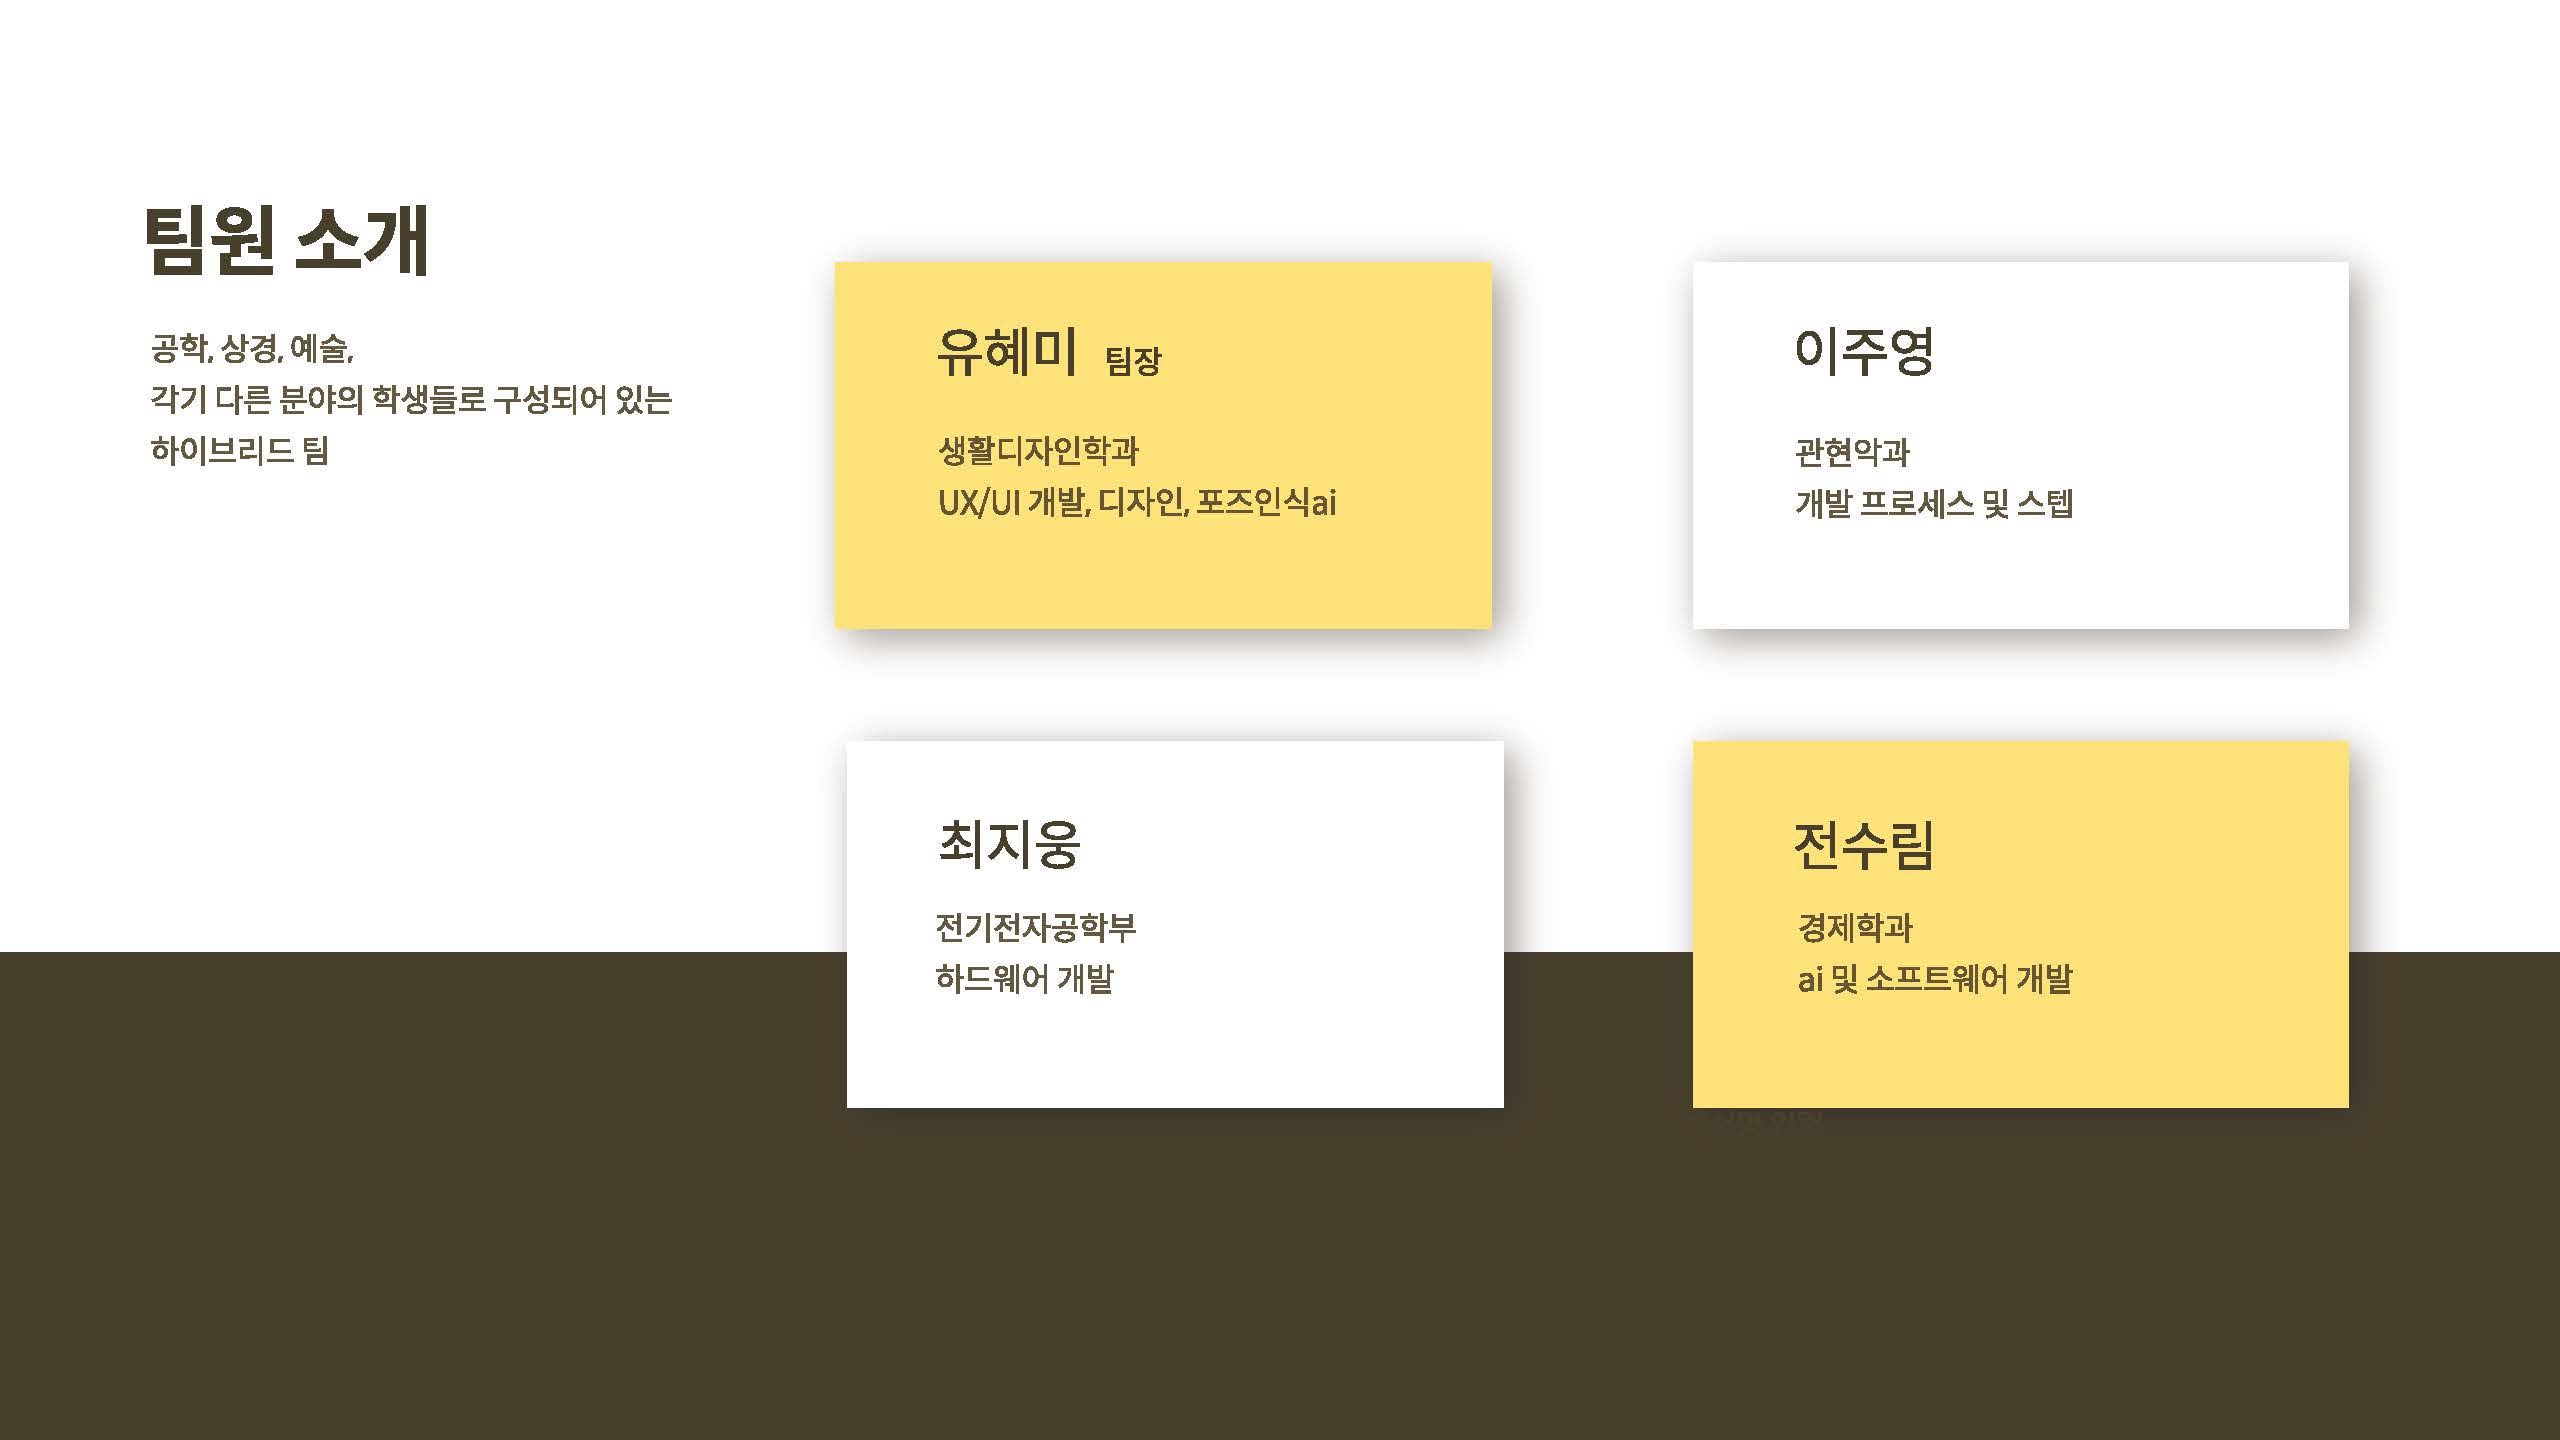 팀원 소개
공학, 상경, 예술,
각기 다른 분야의 학생들로 구성되어 있는
하이브리드 팀
유혜미 팀장
생활디자인학과
UX/UI 개발, 디자인, 포즈인식ai
이주영
관현악과
개발 프로세스 및 스텝
최지웅
전기전자공학부
하드웨어 개발
전수림
경제학과
ai 및 소프트웨어 개발